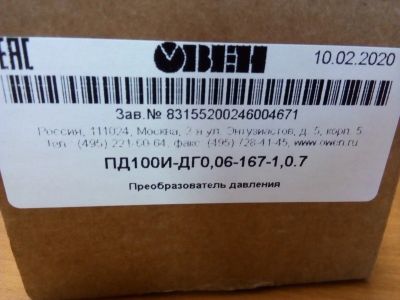 EAC ОВЕН 10.02.2020
Зав.№ 83155200246004671
Россия, 111024, Москва, 2-я ул. Энтузиастов, д. 5, корп. 5
Тел.: (495) 221-60-64, факс: (495) 728-41-45, www.owen.ru
ПД100И-ДГ0,06-167-1,0.7
Преобразователь давления